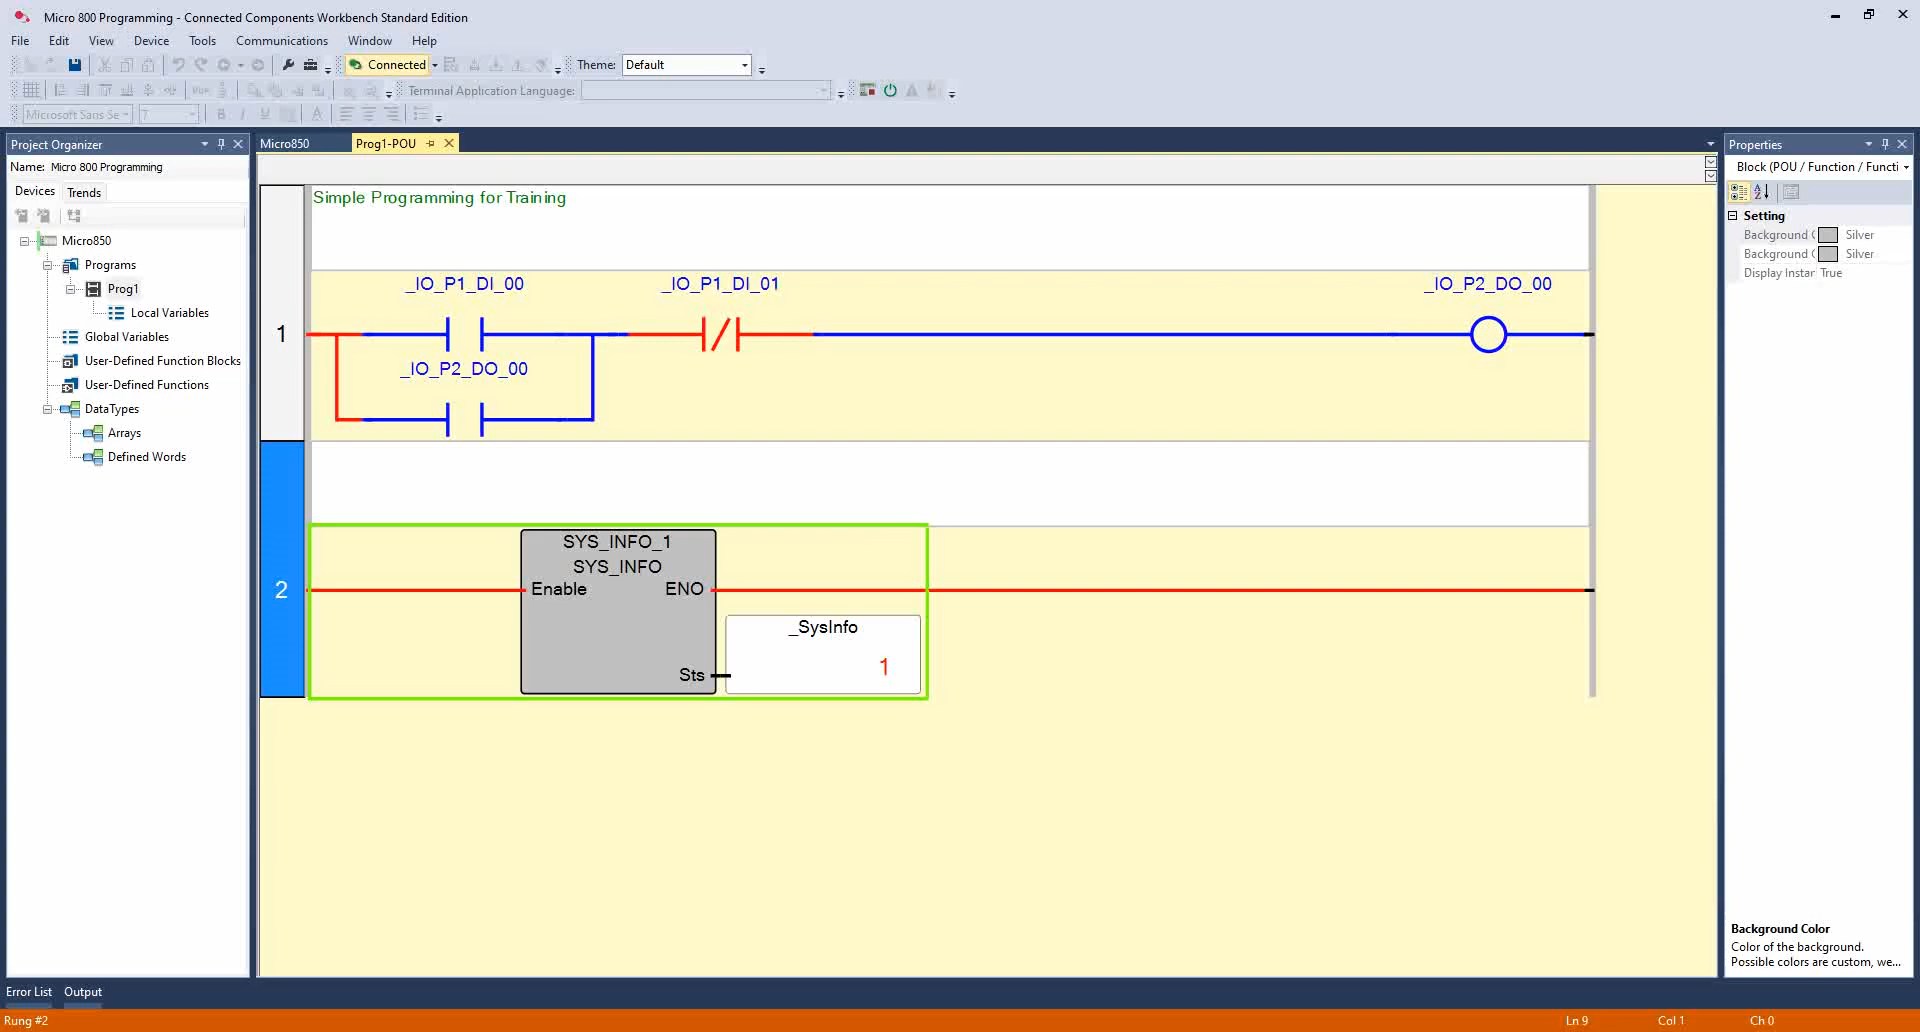 Micro 800 Programming - Connected Components Workbench Standard Edition
File Edit View Device Tools Communications Window Help
Connected Theme: Default
Terminal Application Language:
Microsoft Sans Se 7 B I U A
Project Organizer
Name: Micro 800 Programming
Devices Trends
Micro850
Programs
Prog1
Local Variables
Global Variables
User-Defined Function Blocks
User-Defined Functions
DataTypes
Arrays
Defined Words
Micro850 Prog1-POU
Simple Programming for Training
_IO_P1_DI_00 _IO_P1_DI_01 _IO_P2_DO_00
1
_IO_P2_DO_00
SYS_INFO_1
SYS_INFO
2 Enable ENO
_SysInfo
1
Sts
Properties
Block (POU / Function / Functi
Setting
Background C Silver
Background C Silver
Display Instar True
Background Color
Color of the background.
Possible colors are custom, we...
Error List Output
Rung #2 Ln 9 Col 1 Ch 0